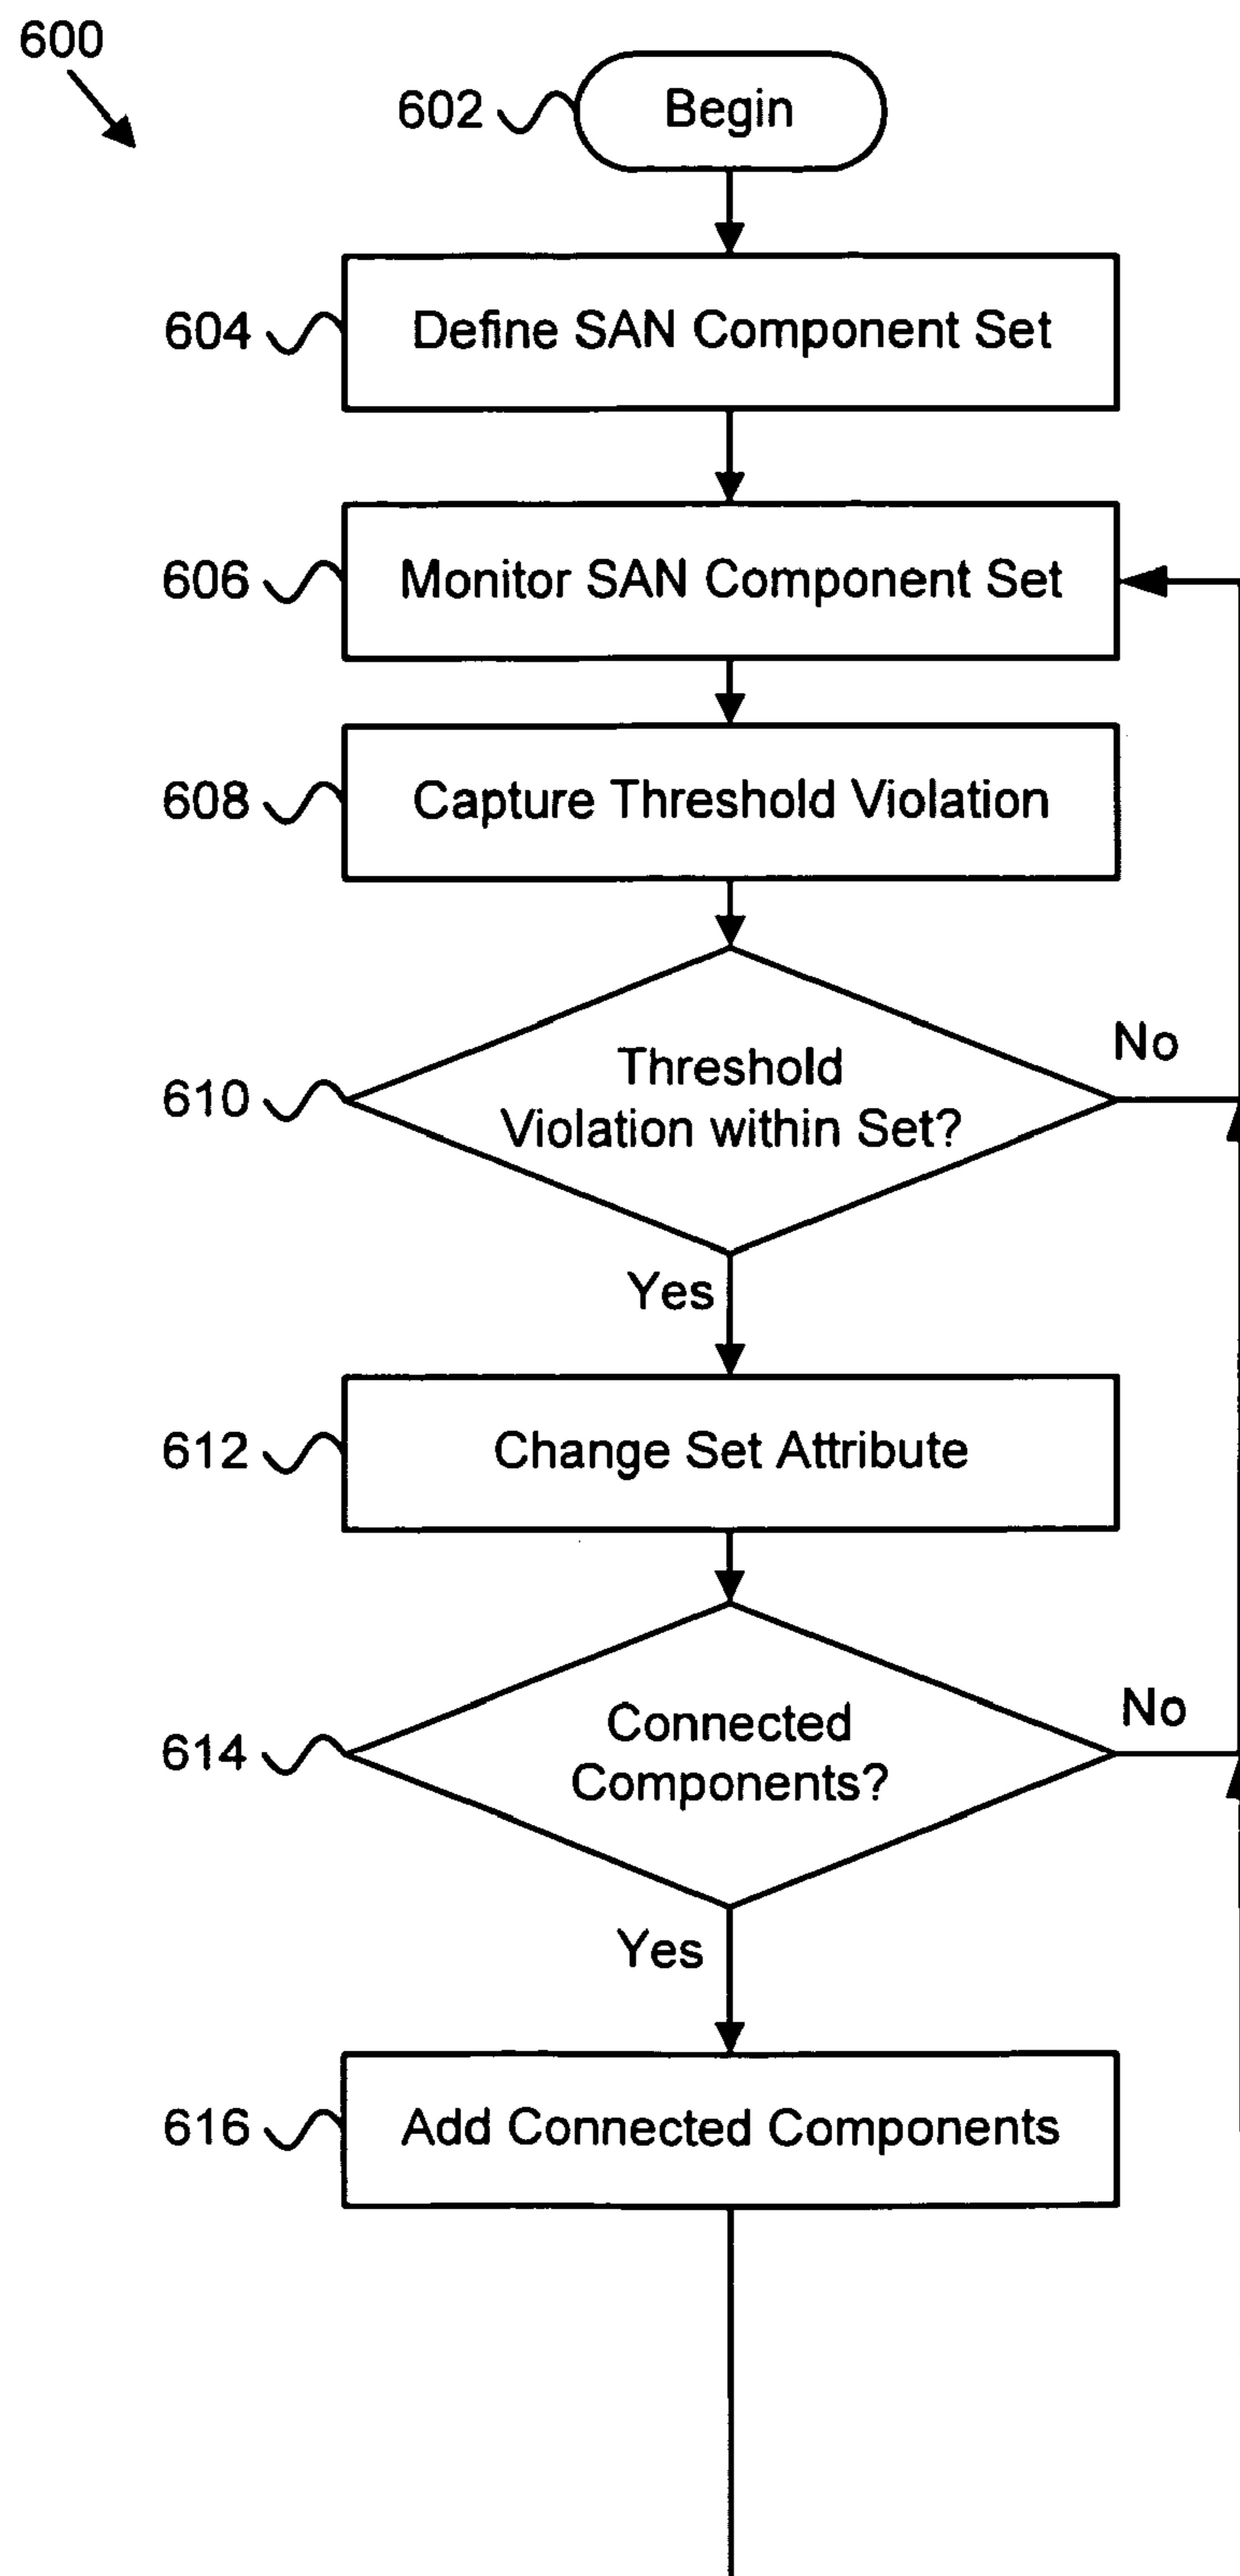 600
602
Begin
604
Define SAN Component Set
606
Monitor SAN Component Set
608
Capture Threshold Violation
610
Threshold
Violation within Set?
No
Yes
612
Change Set Attribute
614
Connected
Components?
No
Yes
616
Add Connected Components